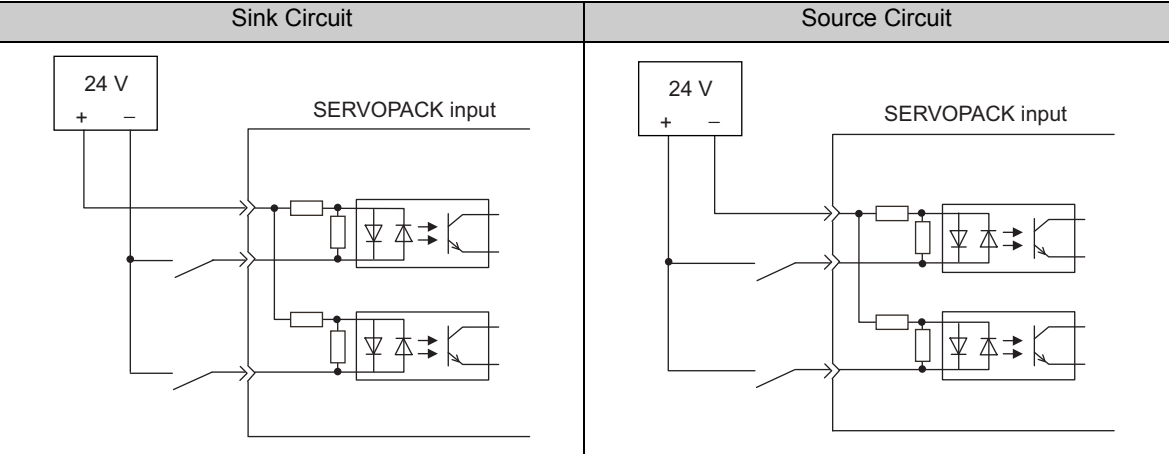 Sink Circuit
Source Circuit
24 V
+ −
SERVOPACK input
24 V
+ −
SERVOPACK input